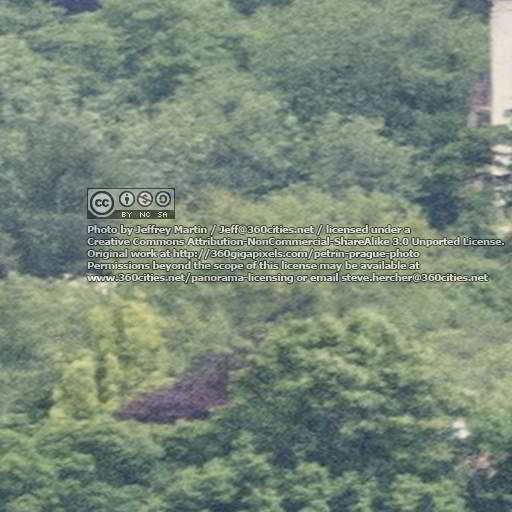 cc
BY NC SA
Photo by Jeffrey Martin / Jeff@360cities.net / licensed under a
Creative Commons Attribution-NonCommercial-ShareAlike 3.0 Unported License.
Original work at http://360gigapixels.com/petrin-prague-photo
Permissions beyond the scope of this license may be available at
www.360cities.net/panorama-licensing or email steve.hercher@360cities.net